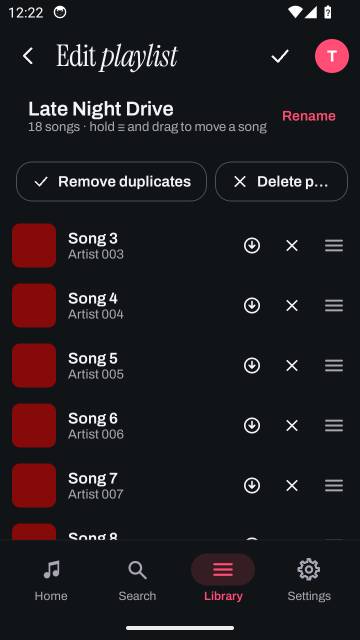 12:22
Edit playlist
T
Late Night Drive
18 songs · hold ≡ and drag to move a song
Rename
Remove duplicates
Delete p...
Song 3
Artist 003
Song 4
Artist 004
Song 5
Artist 005
Song 6
Artist 006
Song 7
Artist 007
Song 8
Home
Search
Library
Settings